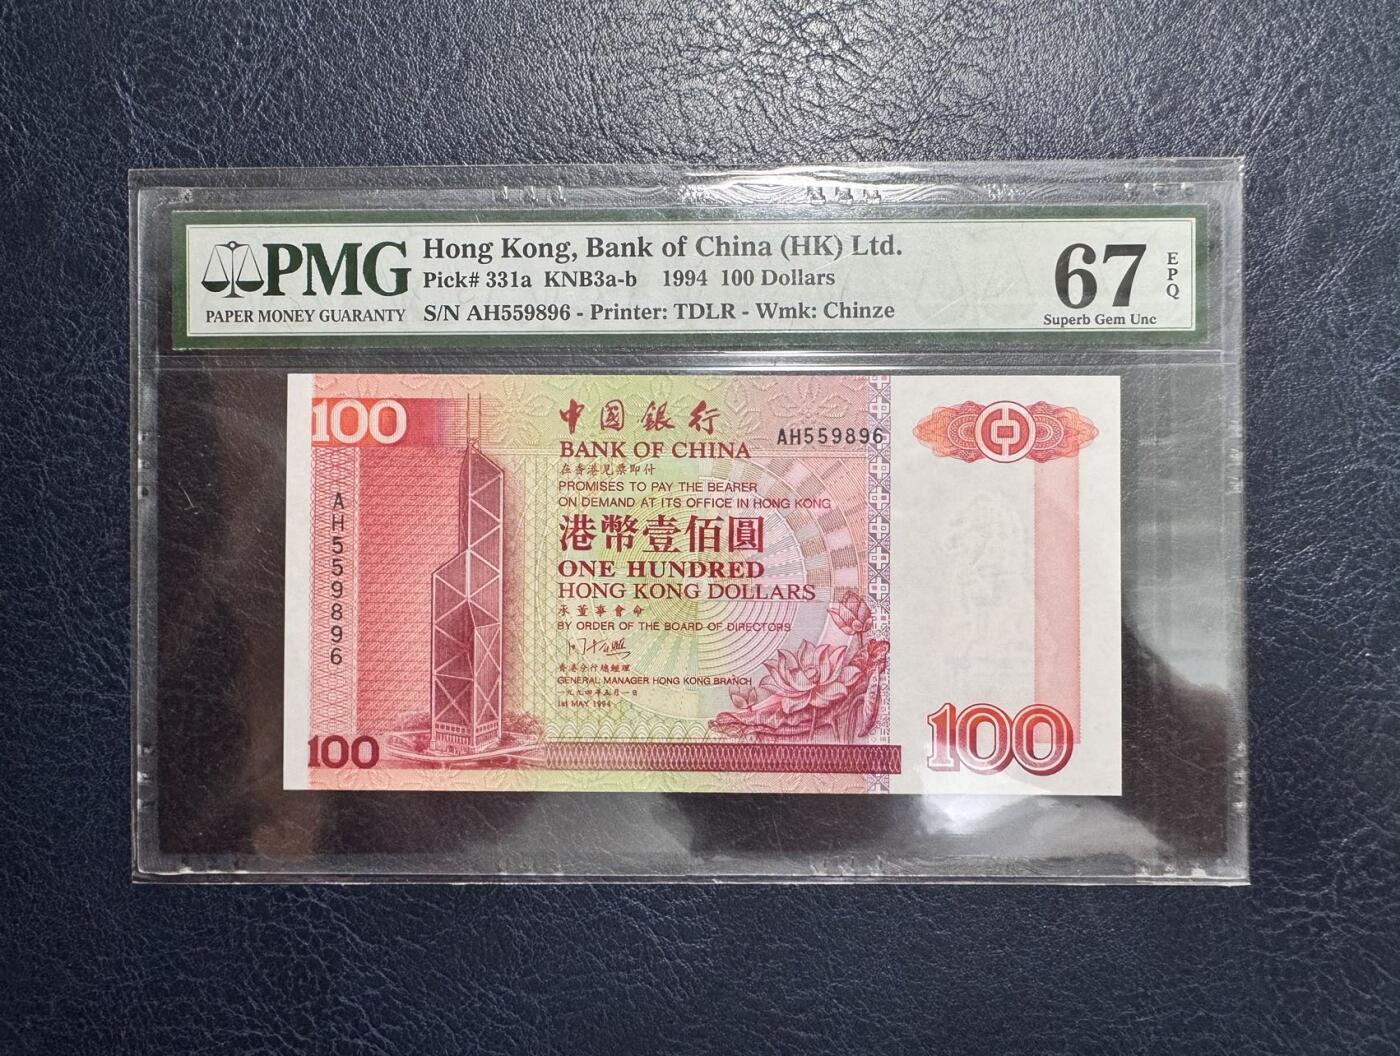 PMG
PAPER MONEY GUARANTY
Hong Kong, Bank of China (HK) Ltd.
Pick# 331a KNB3a-b 1994 100 Dollars
S/N AH559896 - Printer: TDLR - Wmk: Chinze
67
EPQ
Superb Gem Unc
100
中國銀行
BANK OF CHINA
AH559896
在香港見票即付
PROMISES TO PAY THE BEARER
ON DEMAND AT ITS OFFICE IN HONG KONG
港幣壹佰圓
ONE HUNDRED
HONG KONG DOLLARS
承董事會命
BY ORDER OF THE BOARD OF DIRECTORS
香港分行總經理
GENERAL MANAGER HONG KONG BRANCH
一九九四年五月一日
1st MAY 1994
AH559896
100
100